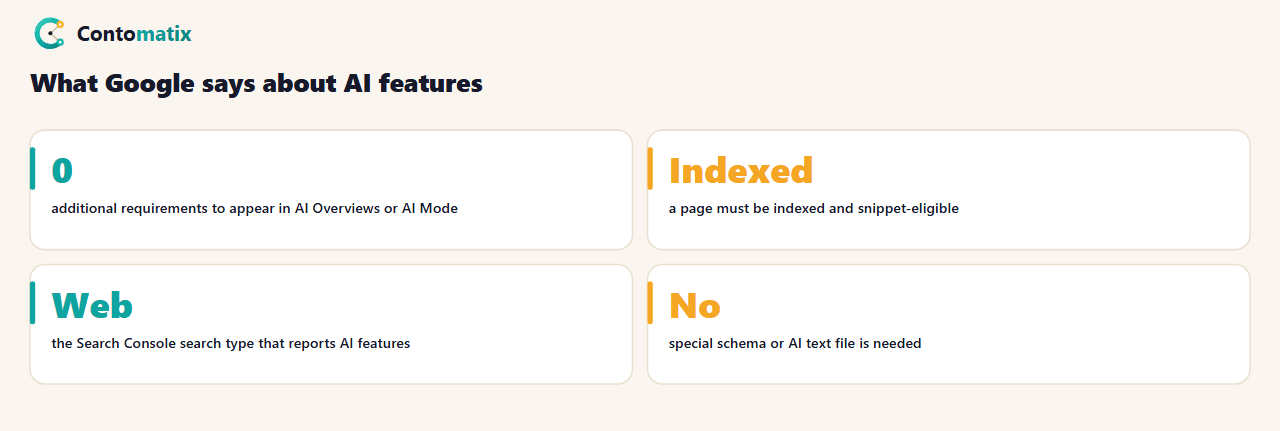 Contomatix
What Google says about AI features
0
additional requirements to appear in AI Overviews or AI Mode
Indexed
a page must be indexed and snippet-eligible
Web
the Search Console search type that reports AI features
No
special schema or AI text file is needed